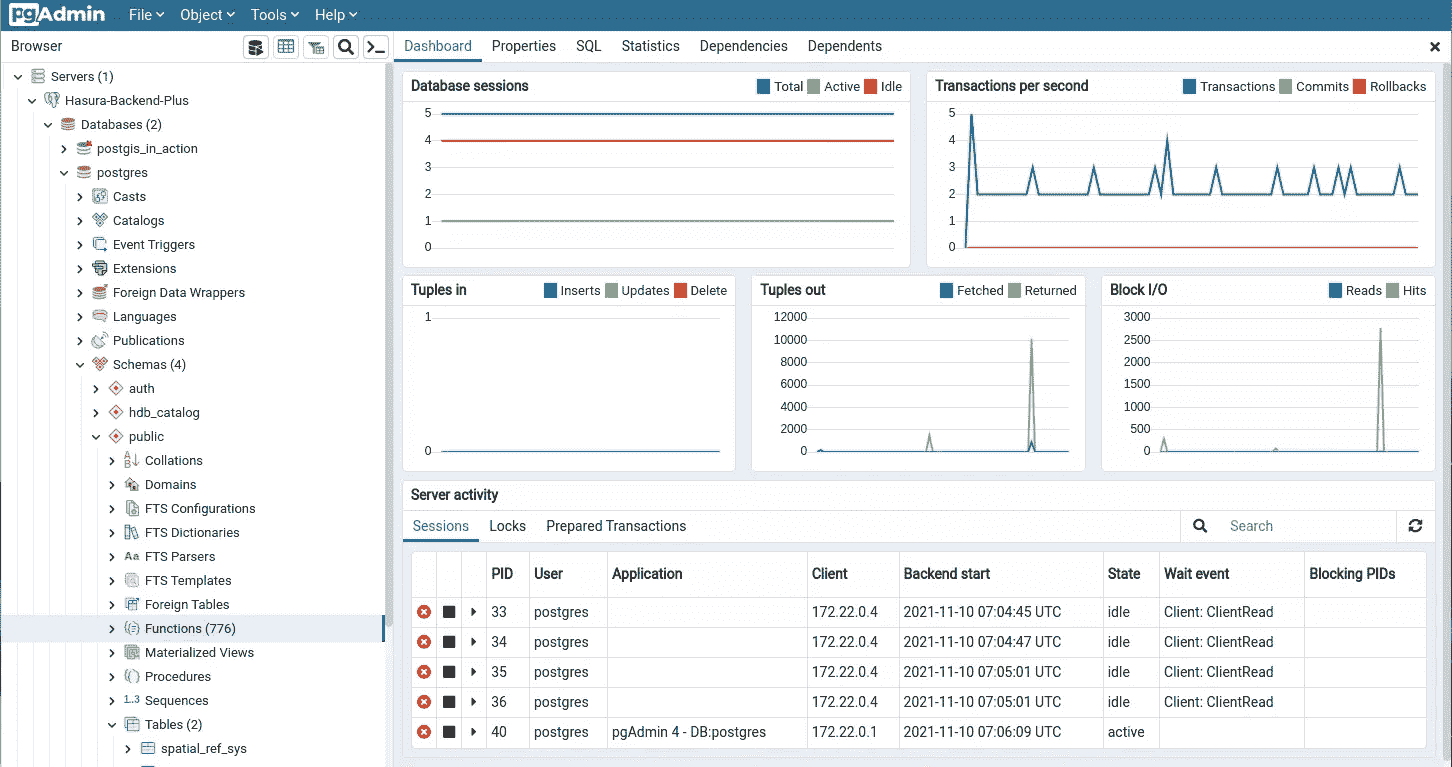 pgAdmin File Object Tools Help
Browser
Dashboard Properties SQL Statistics Dependencies Dependents
Servers (1)
Hasura-Backend-Plus
Databases (2)
postgis_in_action
postgres
Casts
Catalogs
Event Triggers
Extensions
Foreign Data Wrappers
Languages
Publications
Schemas (4)
auth
hdb_catalog
public
Collations
Domains
FTS Configurations
FTS Dictionaries
Aa FTS Parsers
FTS Templates
Foreign Tables
Functions (776)
Materialized Views
Procedures
1.3 Sequences
Tables (2)
spatial_ref_sys
Database sessions Total Active Idle
5
4
3
2
1
0
Transactions per second Transactions Commits Rollbacks
5
4
3
2
1
0
Tuples in Inserts Updates Delete
1
0
Tuples out Fetched Returned
12000
10000
8000
6000
4000
2000
0
Block I/O Reads Hits
3000
2500
2000
1500
1000
500
0
Server activity
Sessions Locks Prepared Transactions Search
PID User Application Client Backend start State Wait event Blocking PIDs
33 postgres 172.22.0.4 2021-11-10 07:04:45 UTC idle Client: ClientRead
34 postgres 172.22.0.4 2021-11-10 07:04:47 UTC idle Client: ClientRead
35 postgres 172.22.0.4 2021-11-10 07:05:01 UTC idle Client: ClientRead
36 postgres 172.22.0.4 2021-11-10 07:05:01 UTC idle Client: ClientRead
40 postgres pgAdmin 4 - DB:postgres 172.22.0.1 2021-11-10 07:06:09 UTC active